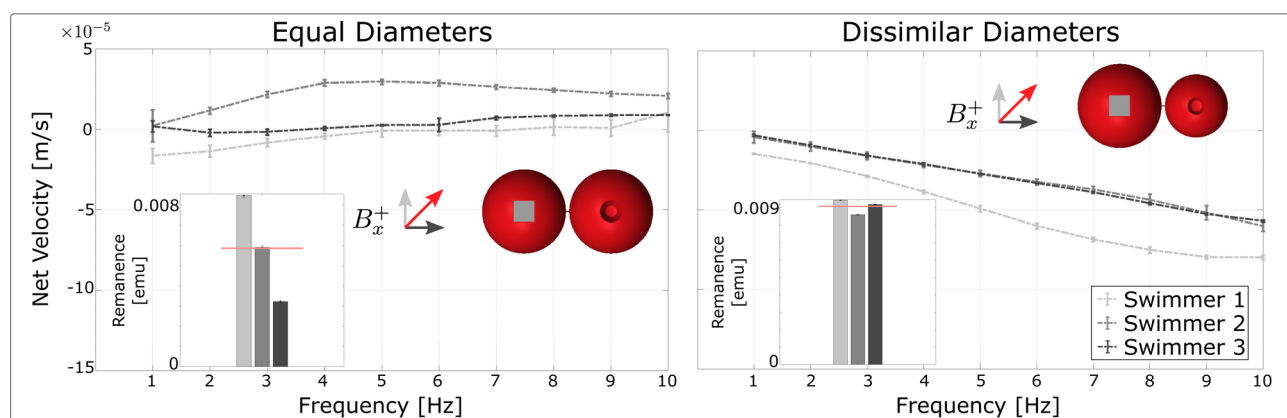 Equal Diameters
Dissimilar Diameters
×10⁻⁵
Net Velocity [m/s]
5
0
-5
-10
-15
B_x^+
B_x^+
Remanence
[emu]
0.008
0
Remanence
[emu]
0.009
0
Swimmer 1
Swimmer 2
Swimmer 3
1 2 3 4 5 6 7 8 9 10
1 2 3 4 5 6 7 8 9 10
Frequency [Hz]
Frequency [Hz]